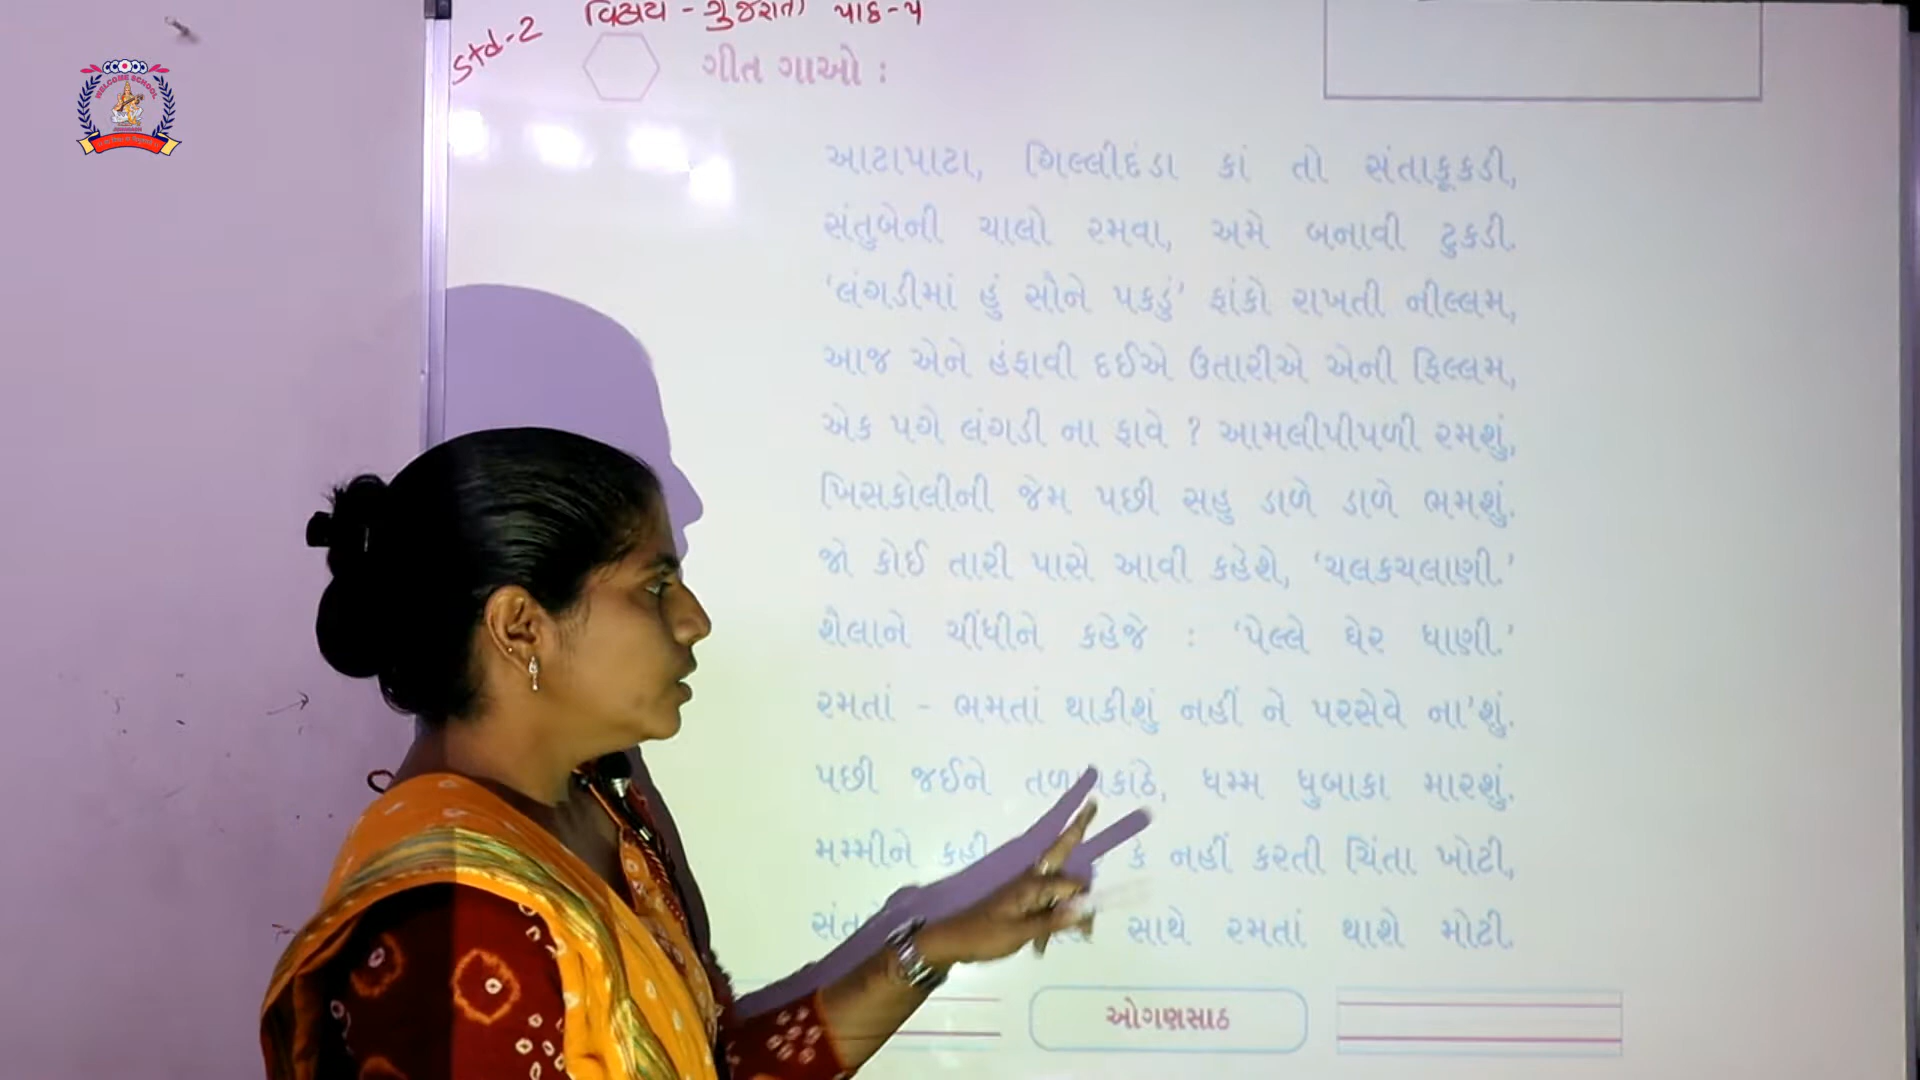 WELCOME SCHOOL
Std-2
વિષય - ગુજરાતી પાઠ-૫
ગીત ગાઓ :
આટાપાટા, ગિલ્લીદંડા કાં તો સંતાકૂકડી,
સંતુબેની ચાલો રમવા, અમે બનાવી ટુકડી.
‘લંગડીમાં હું સૌને પકડું’ ફાંકો રાખતી નીલ્લમ,
આજ એને હંફાવી દઈએ ઉતારીએ એની ફિલ્લમ,
એક પગે લંગડી ના ફાવે ? આમલીપીપળી રમશું,
ખિસકોલીની જેમ પછી સહુ ડાળે ડાળે ભમશું.
જો કોઈ તારી પાસે આવી કહેશે, ‘ચલકચલાણી.’
શૈલાને ચીંધીને કહેજે : ‘પેલ્લે ઘેર ધાણી.’
રમતાં - ભમતાં થાકીશું નહીં ને પરસેવે ના’શું.
પછી જઈને કાંઠે, ધમ્મ ધુબાકા મારશું.
મમ્મીને કહી કે નહીં કરતી ચિંતા ખોટી,
સાથે રમતાં થાશે મોટી.
ઓગણસાઠ